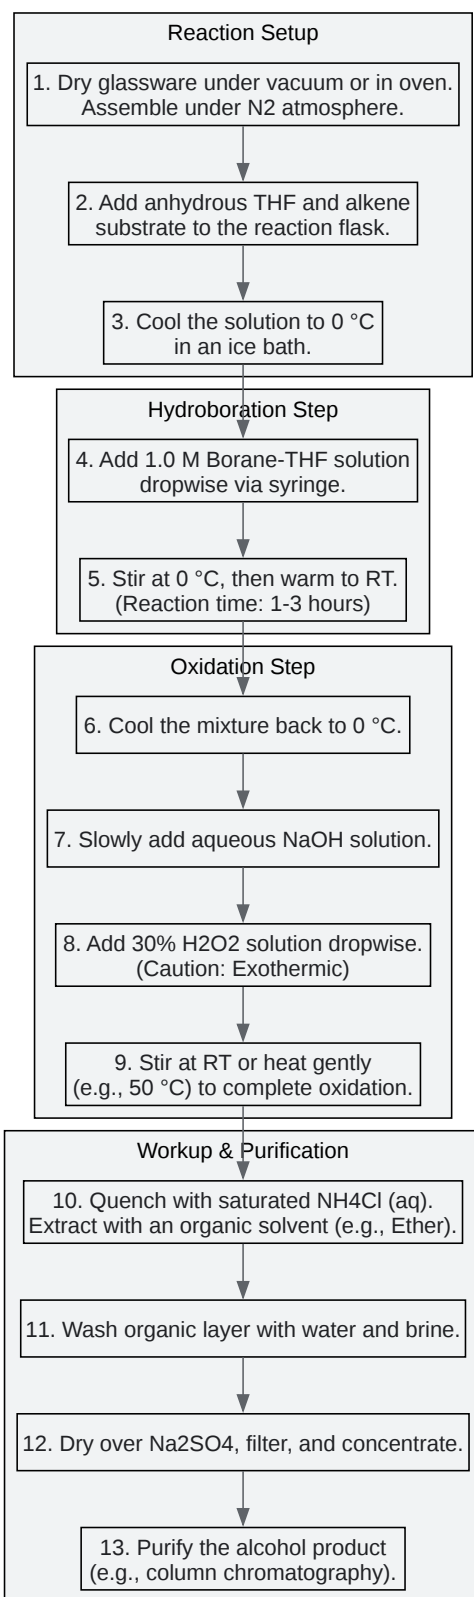 Reaction Setup
1. Dry glassware under vacuum or in oven.
Assemble under N2 atmosphere.
2. Add anhydrous THF and alkene
substrate to the reaction flask.
3. Cool the solution to 0 °C
in an ice bath.
Hydroboration Step
4. Add 1.0 M Borane-THF solution
dropwise via syringe.
5. Stir at 0 °C, then warm to RT.
(Reaction time: 1-3 hours)
Oxidation Step
6. Cool the mixture back to 0 °C.
7. Slowly add aqueous NaOH solution.
8. Add 30% H2O2 solution dropwise.
(Caution: Exothermic)
9. Stir at RT or heat gently
(e.g., 50 °C) to complete oxidation.
Workup & Purification
10. Quench with saturated NH4Cl (aq).
Extract with an organic solvent (e.g., Ether).
11. Wash organic layer with water and brine.
12. Dry over Na2SO4, filter, and concentrate.
13. Purify the alcohol product
(e.g., column chromatography).